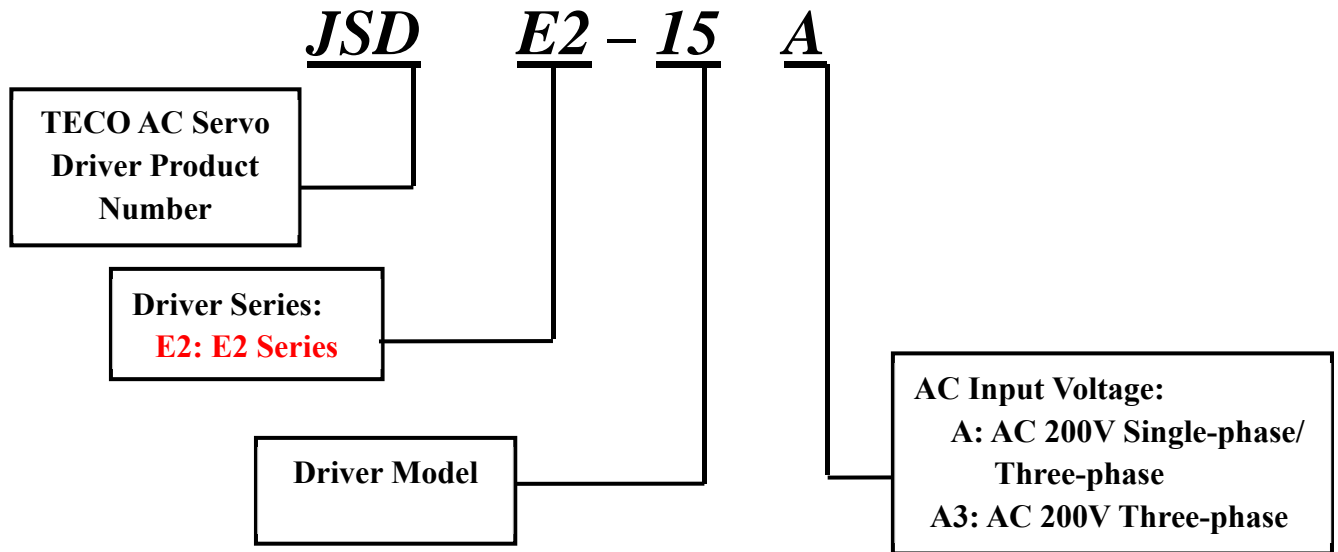 JSD E2 – 15 A
TECO AC Servo
Driver Product
Number
Driver Series:
E2: E2 Series
Driver Model
AC Input Voltage:
A: AC 200V Single-phase/
Three-phase
A3: AC 200V Three-phase